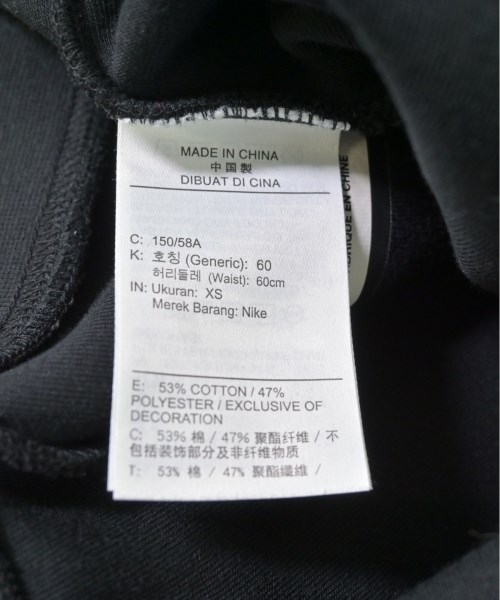 MADE IN CHINA
中国製
DIBUAT DI CINA
C: 150/58A
K: 호칭 (Generic): 60
허리둘레 (Waist): 60cm
IN: Ukuran: XS
Merek Barang: Nike
E: 53% COTTON / 47%
POLYESTER / EXCLUSIVE OF
DECORATION
C: 53% 棉 / 47% 聚酯纤维 / 不
包括装饰部分及非纤维物质
T: 53% 棉 / 47% 聚酯纖維 /
EN CHINE